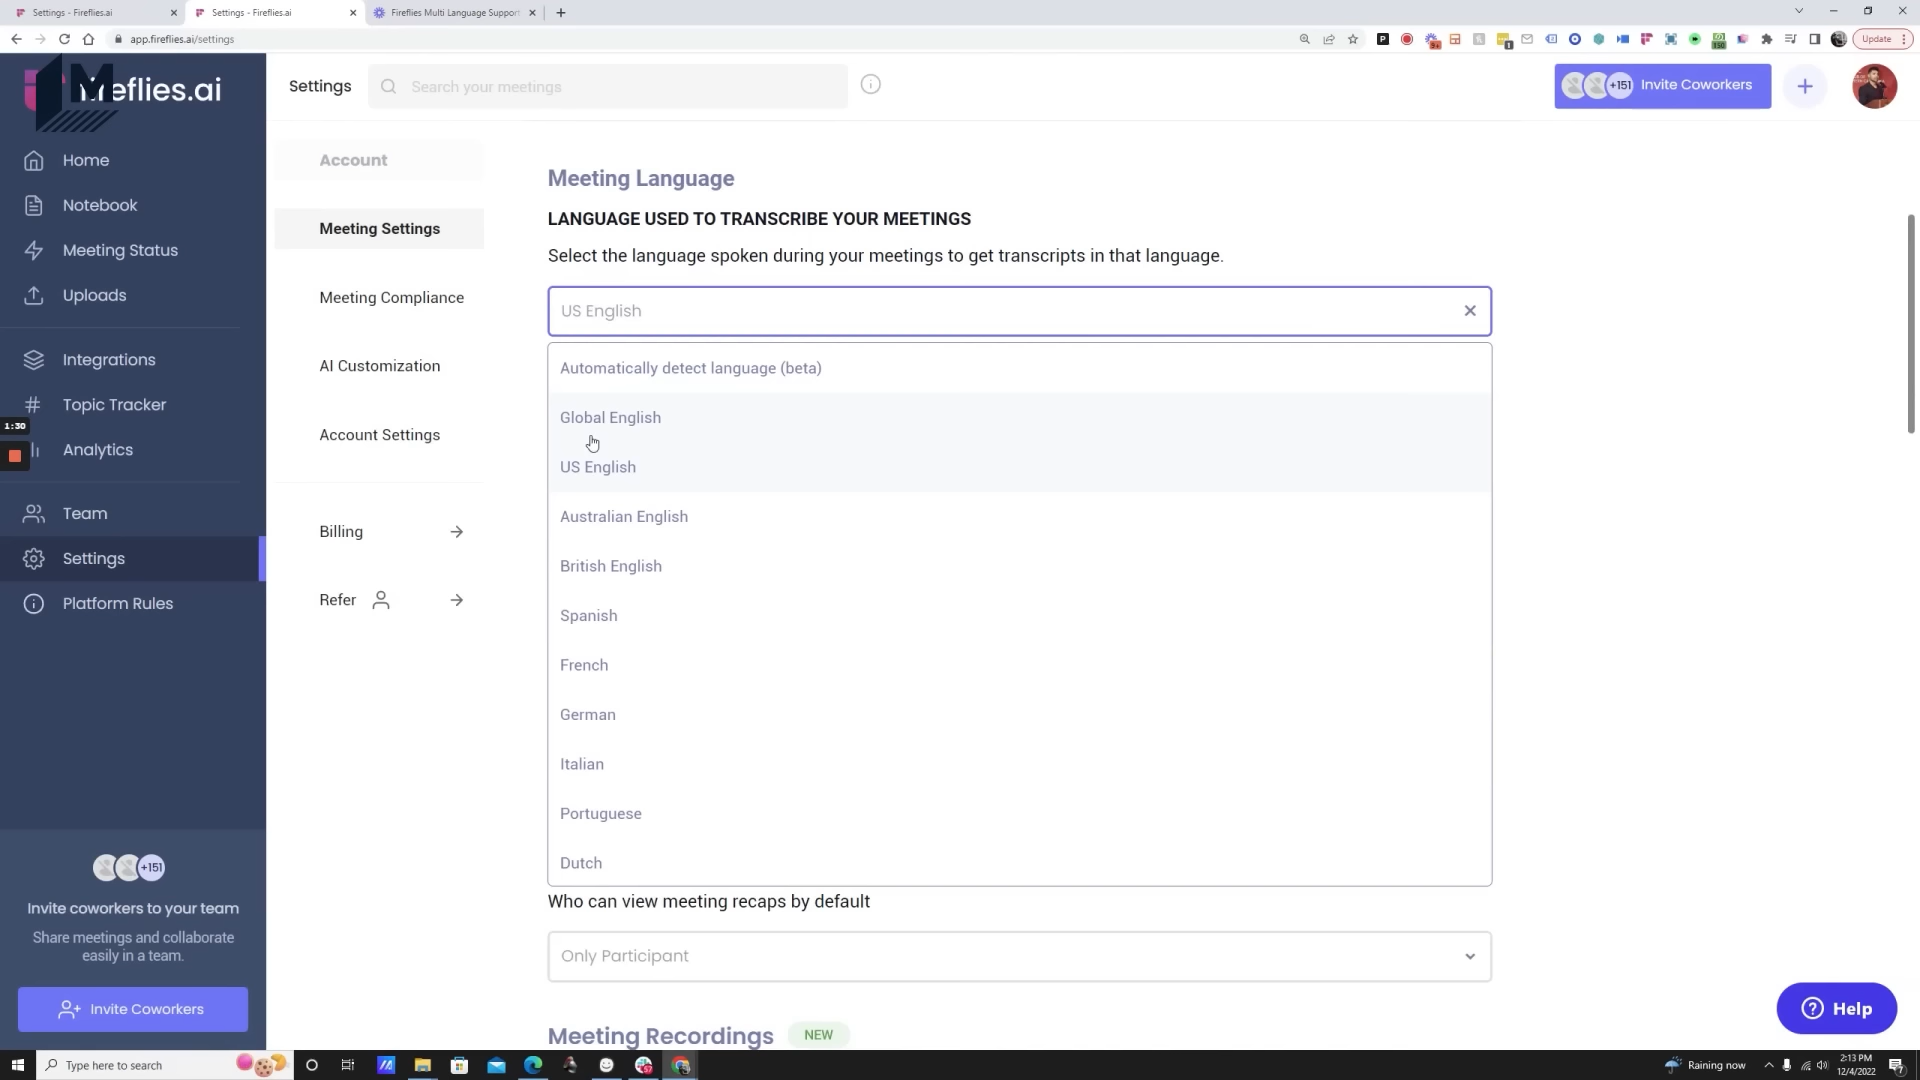 Settings - Fireflies.ai
Settings - Fireflies.ai
Fireflies Multi Language Support
app.fireflies.ai/settings
Update
fireflies.ai
M
Settings
Search your meetings
+151
Invite Coworkers
Home
Notebook
Meeting Status
Uploads
Integrations
Topic Tracker
1:30
Analytics
Team
Settings
Platform Rules
+151
Invite coworkers to your team
Share meetings and collaborate
easily in a team.
Invite Coworkers
Account
Meeting Settings
Meeting Compliance
AI Customization
Account Settings
Billing
Refer
Meeting Language
LANGUAGE USED TO TRANSCRIBE YOUR MEETINGS
Select the language spoken during your meetings to get transcripts in that language.
US English
Automatically detect language (beta)
Global English
US English
Australian English
British English
Spanish
French
German
Italian
Portuguese
Dutch
Who can view meeting recaps by default
Only Participant
Meeting Recordings
NEW
Help
Type here to search
Raining now
2:13 PM
12/4/2022